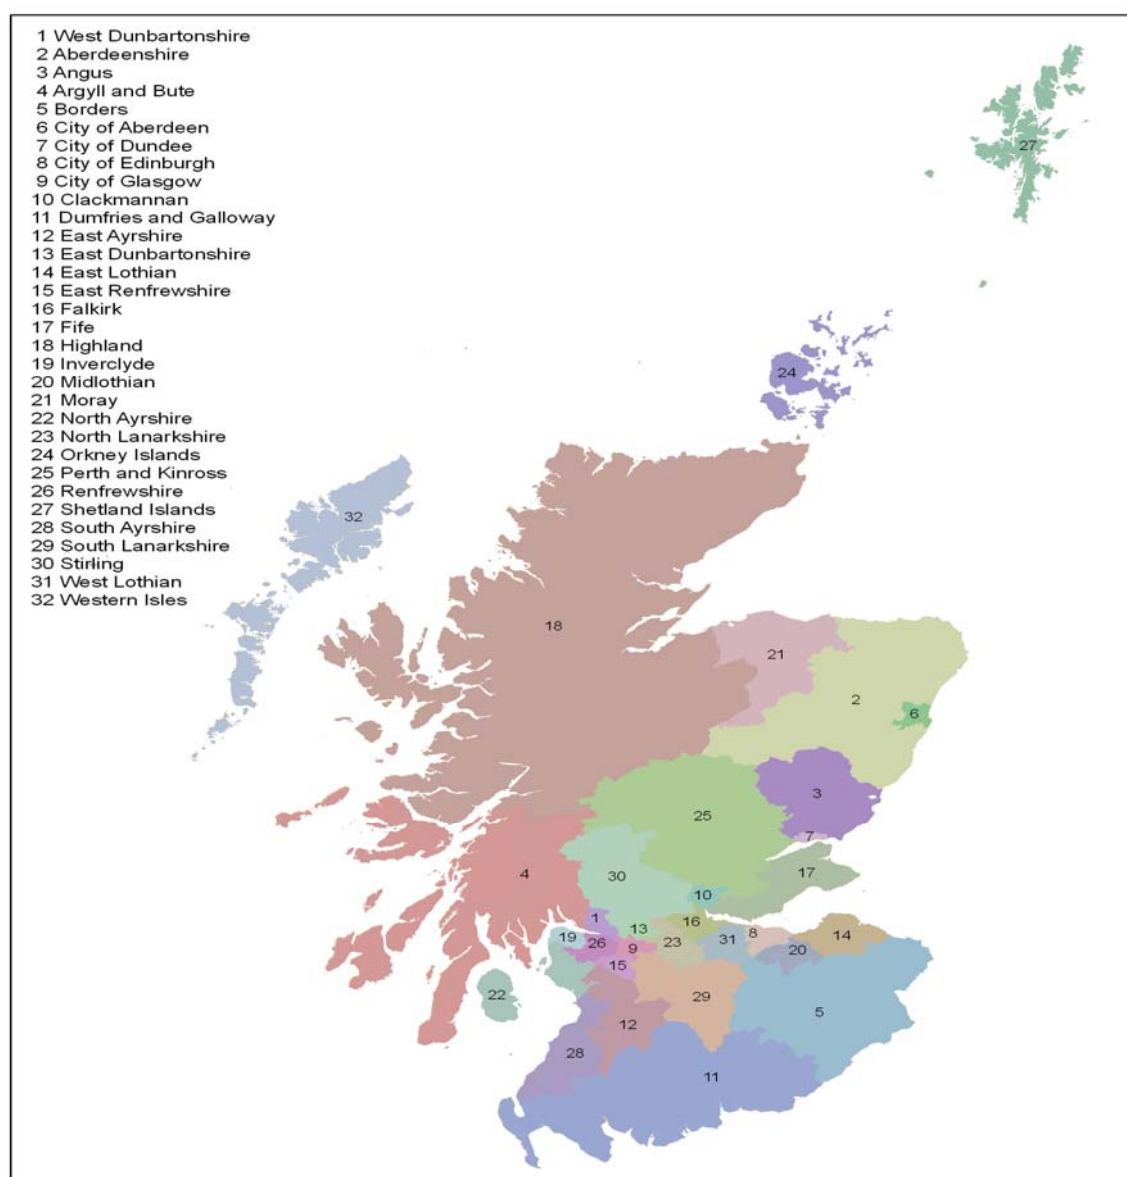 1 West Dunbartonshire
2 Aberdeenshire
3 Angus
4 Argyll and Bute
5 Borders
6 City of Aberdeen
7 City of Dundee
8 City of Edinburgh
9 City of Glasgow
10 Clackmannan
11 Dumfries and Galloway
12 East Ayrshire
13 East Dunbartonshire
14 East Lothian
15 East Renfrewshire
16 Falkirk
17 Fife
18 Highland
19 Inverclyde
20 Midlothian
21 Moray
22 North Ayrshire
23 North Lanarkshire
24 Orkney Islands
25 Perth and Kinross
26 Renfrewshire
27 Shetland Islands
28 South Ayrshire
29 South Lanarkshire
30 Stirling
31 West Lothian
32 Western Isles
27
24
32
18
21
2
6
3
25
7
17
4
30
10
1
16
13
8
14
19
26
9
23
31
20
15
22
29
5
12
28
11